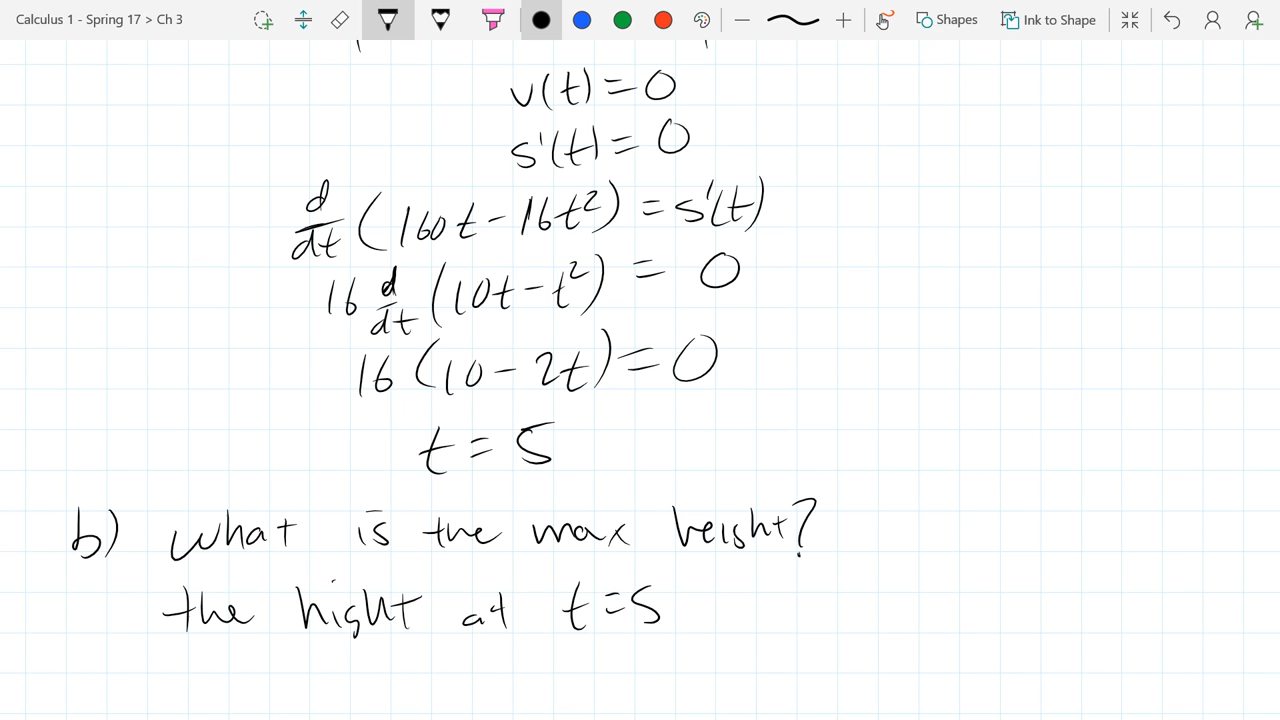 Calculus 1 - Spring 17 > Ch 3
Shapes
Ink to Shape
v(t) = 0
s'(t) = 0
d/dt (160t - 16t²) = s'(t)
16 d/dt (10t - t²) = 0
16 (10 - 2t) = 0
t = 5
b) what is the max height?
the hight at t = 5